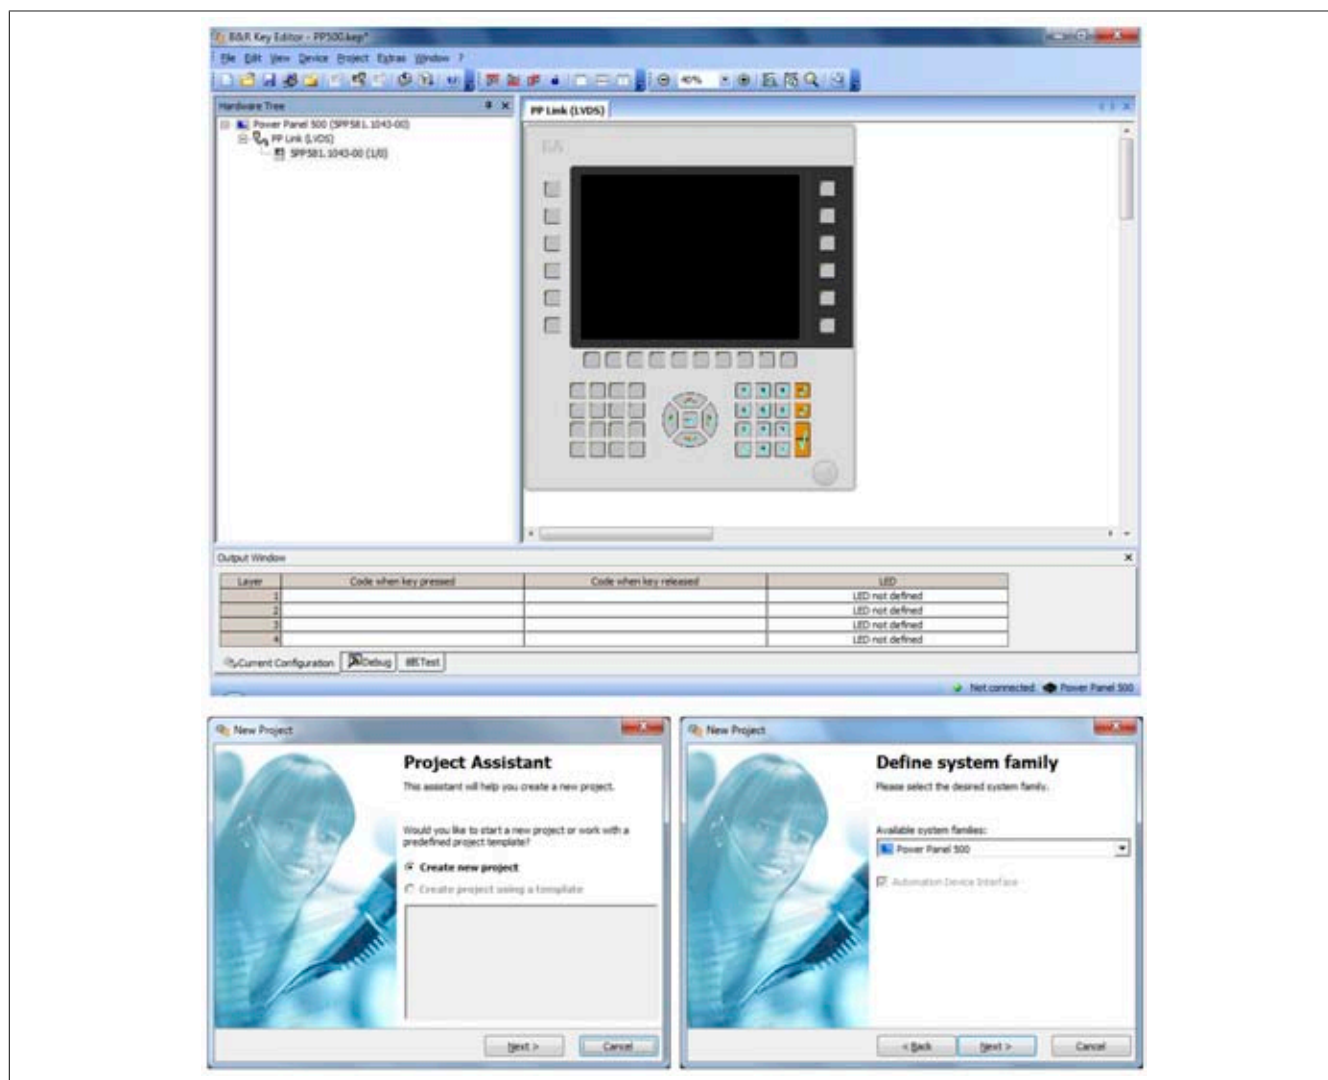 B&R Key Editor - PP500.kep*
File Edit View Device Project Extras Window ?
40%
Hardware Tree
Power Panel 500 (5PP581.1043-00)
PP Link (LVDS)
5PP581.1043-00 (1/0)
PP Link (LVDS)
Output Window
Layer Code when key pressed Code when key released LED
1 LED not defined
2 LED not defined
3 LED not defined
4 LED not defined
Current Configuration Debug Test
Not connected Power Panel 500
New Project
Project Assistant
This assistant will help you create a new project.
Would you like to start a new project or work with a
predefined project template?
Create new project
Create project using a template
Next > Cancel
New Project
Define system family
Please select the desired system family.
Available system families:
Power Panel 500
Automation Device Interface
< Back Next > Cancel